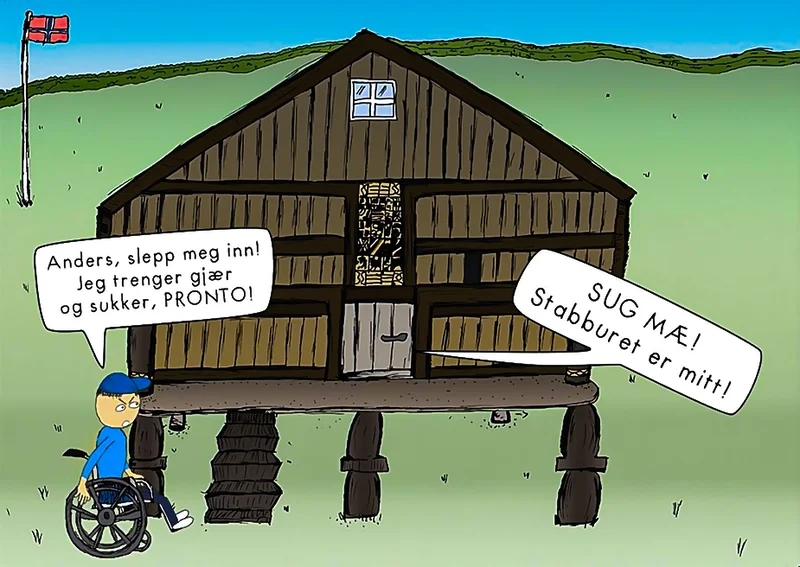 Anders, slepp meg inn!
Jeg trenger gjær
og sukker, PRONTO!
SUG MÆ!
Stabburet er mitt!